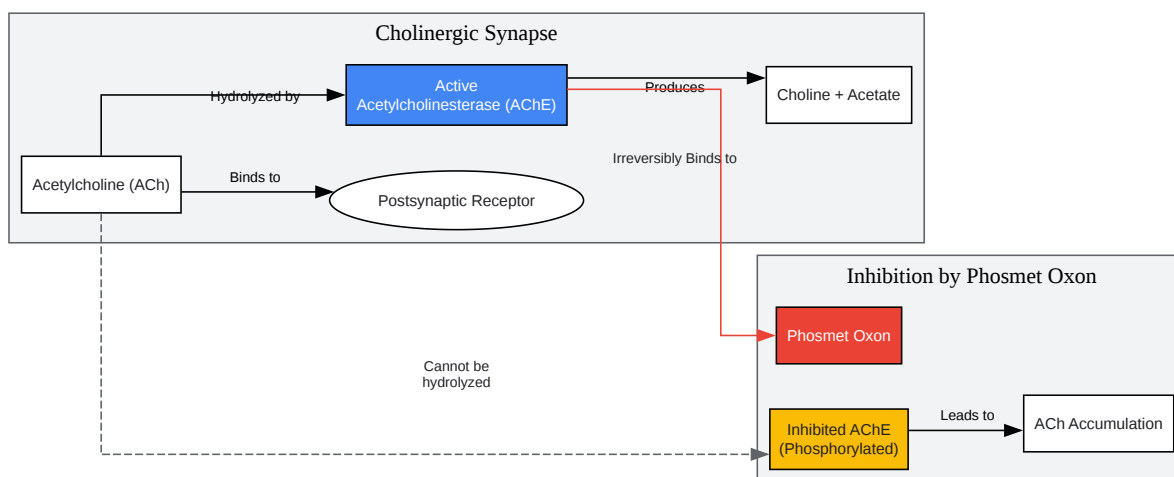 Cholinergic Synapse
Active
Acetylcholinesterase (AChE)
Hydrolyzed by
Produces
Choline + Acetate
Irreversibly Binds to
Acetylcholine (ACh)
Binds to
Postsynaptic Receptor
Inhibition by Phosmet Oxon
Phosmet Oxon
Cannot be
hydrolyzed
Inhibited AChE
(Phosphorylated)
Leads to
ACh Accumulation